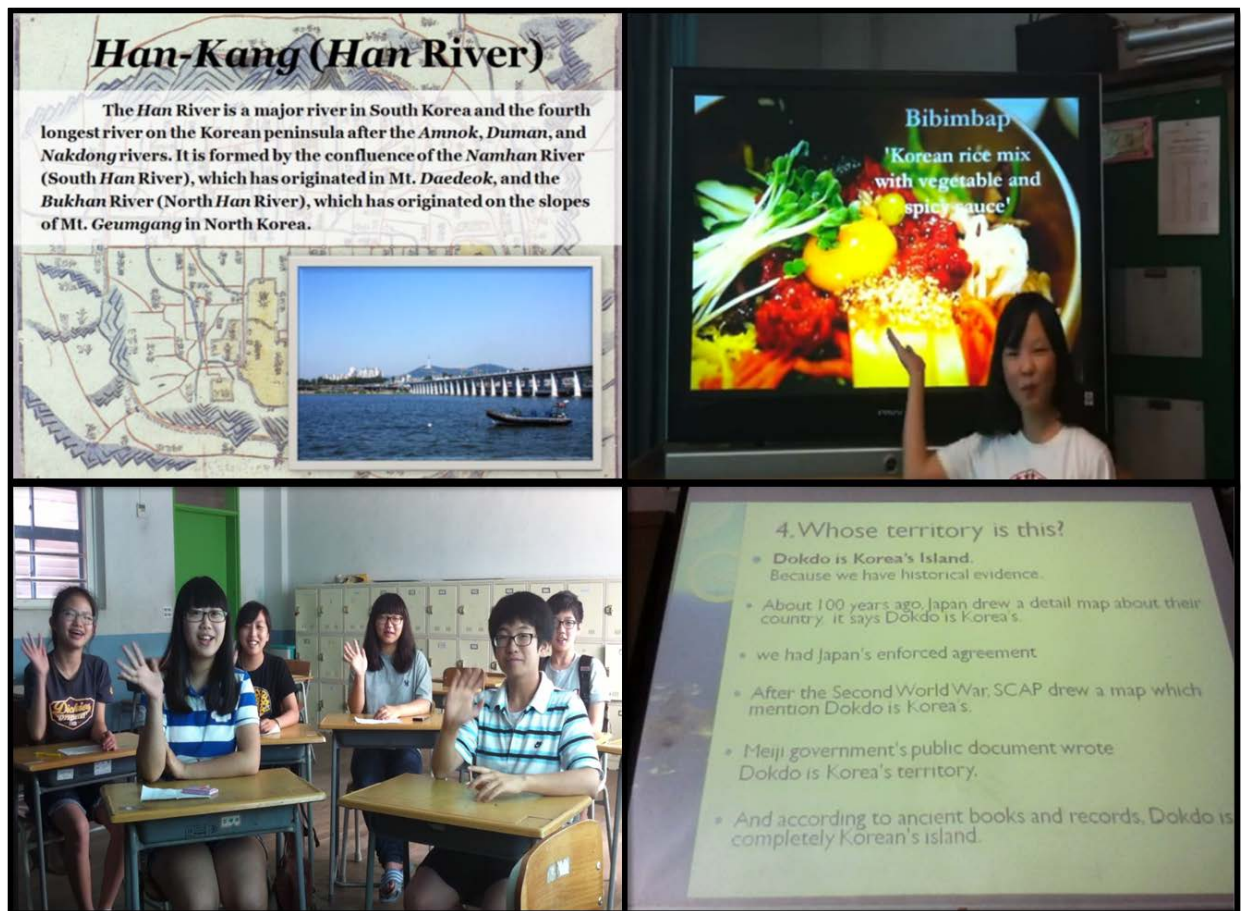 Han-Kang (Han River)
The Han River is a major river in South Korea and the fourth
longest river on the Korean peninsula after the Amnok, Duman, and
Nakdong rivers. It is formed by the confluence of the Namhan River
(South Han River), which has originated in Mt. Daedeok, and the
Bukhan River (North Han River), which has originated on the slopes
of Mt. Geumgang in North Korea.
Bibimbap
'Korean rice mix
with vegetable and
spicy sauce'
Dickies
4. Whose territory is this?
Dokdo is Korea's Island.
Because we have historical evidence.
About 100 years ago, Japan drew a detail map about their
country. it says Dokdo is Korea's.
we had Japan's enforced agreement
After the Second World War, SCAP drew a map which
mention Dokdo is Korea's.
Meiji government's public document wrote
Dokdo is Korea's territory.
And according to ancient books and records, Dokdo is
completely Korean's island.